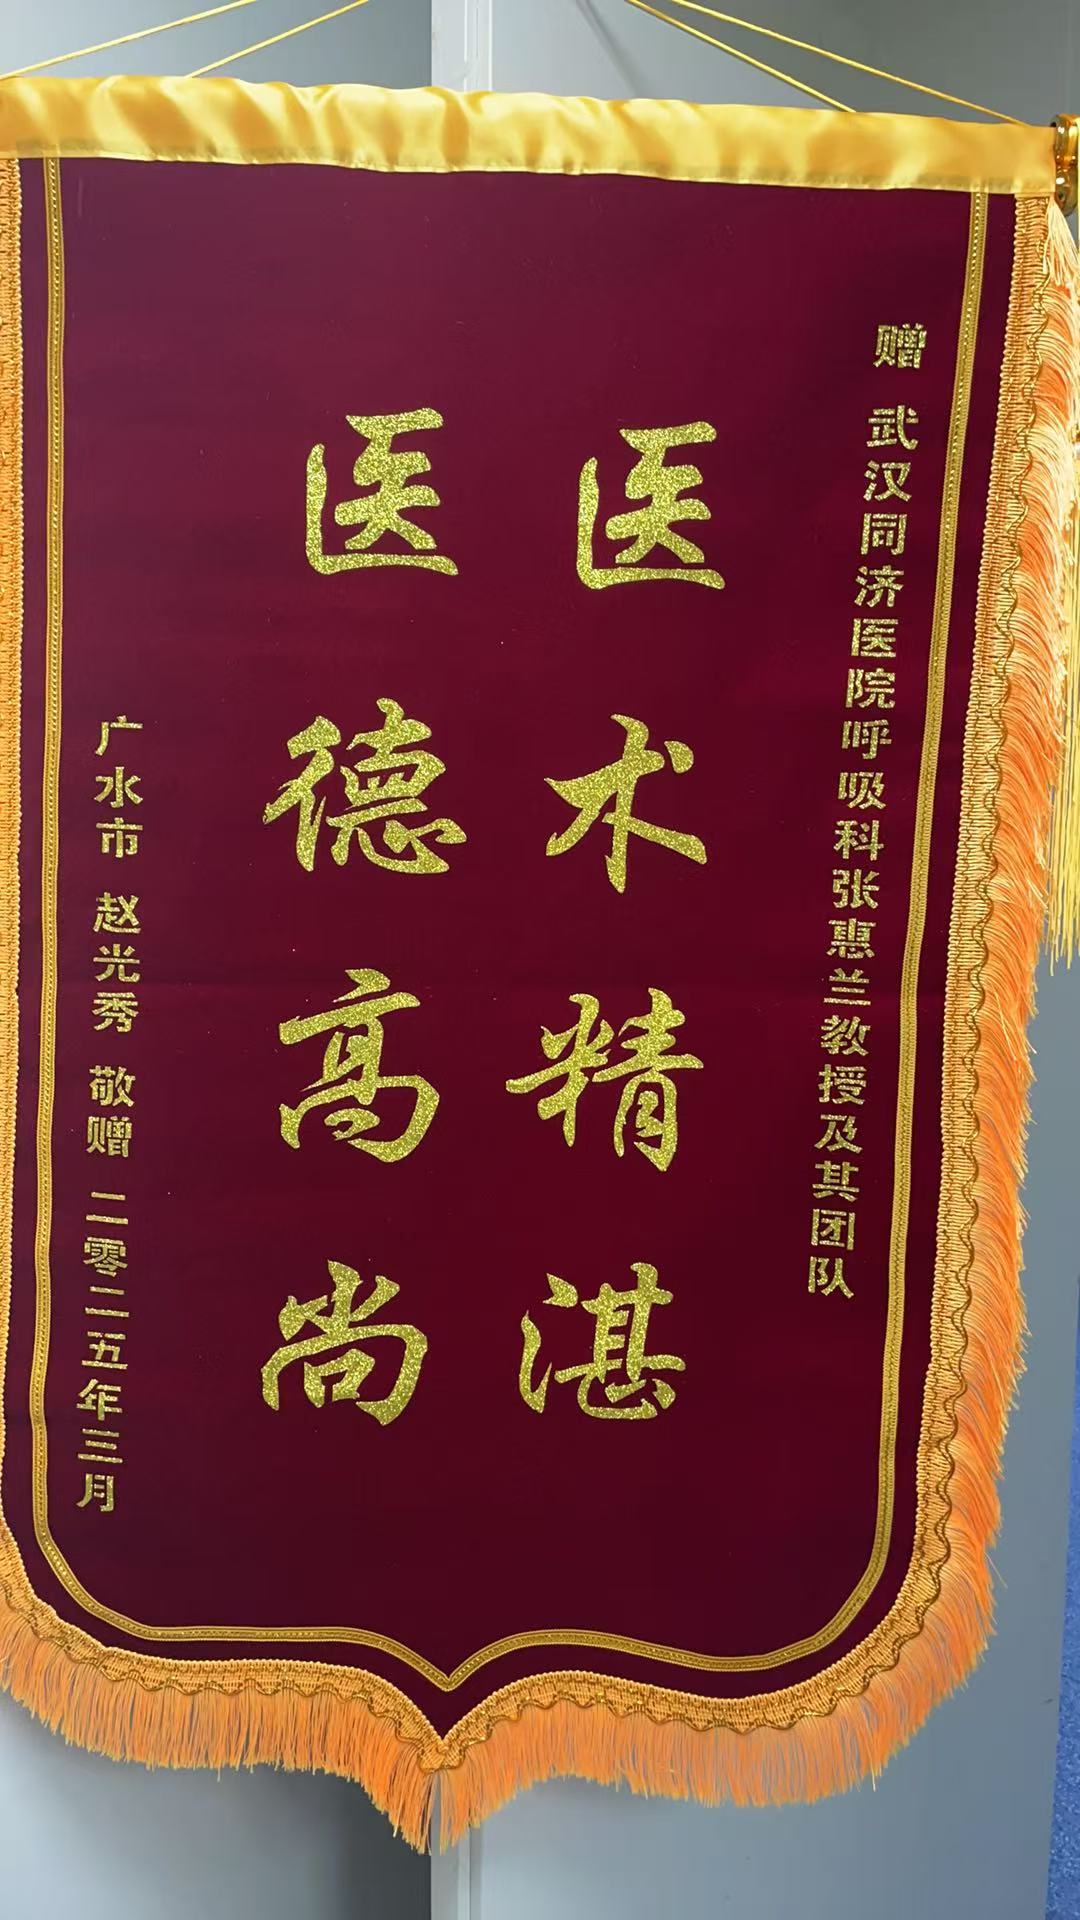 赠 武汉同济医院呼吸科张惠兰教授及其团队
医术精湛
医德高尚
广水市 赵光秀 敬赠 二零二五年三月